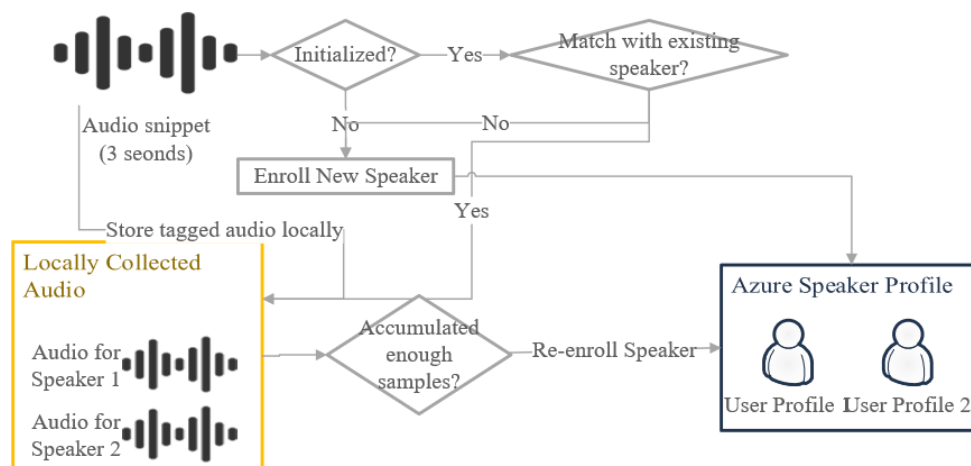 Initialized?
Yes
Match with existing
speaker?
Audio snippet
(3 seonds)
No
No
Enroll New Speaker
Yes
Store tagged audio locally
Locally Collected
Audio
Azure Speaker Profile
Accumulated
enough
samples?
Re-enroll Speaker
Audio for
Speaker 1
Audio for
Speaker 2
User Profile 1
User Profile 2